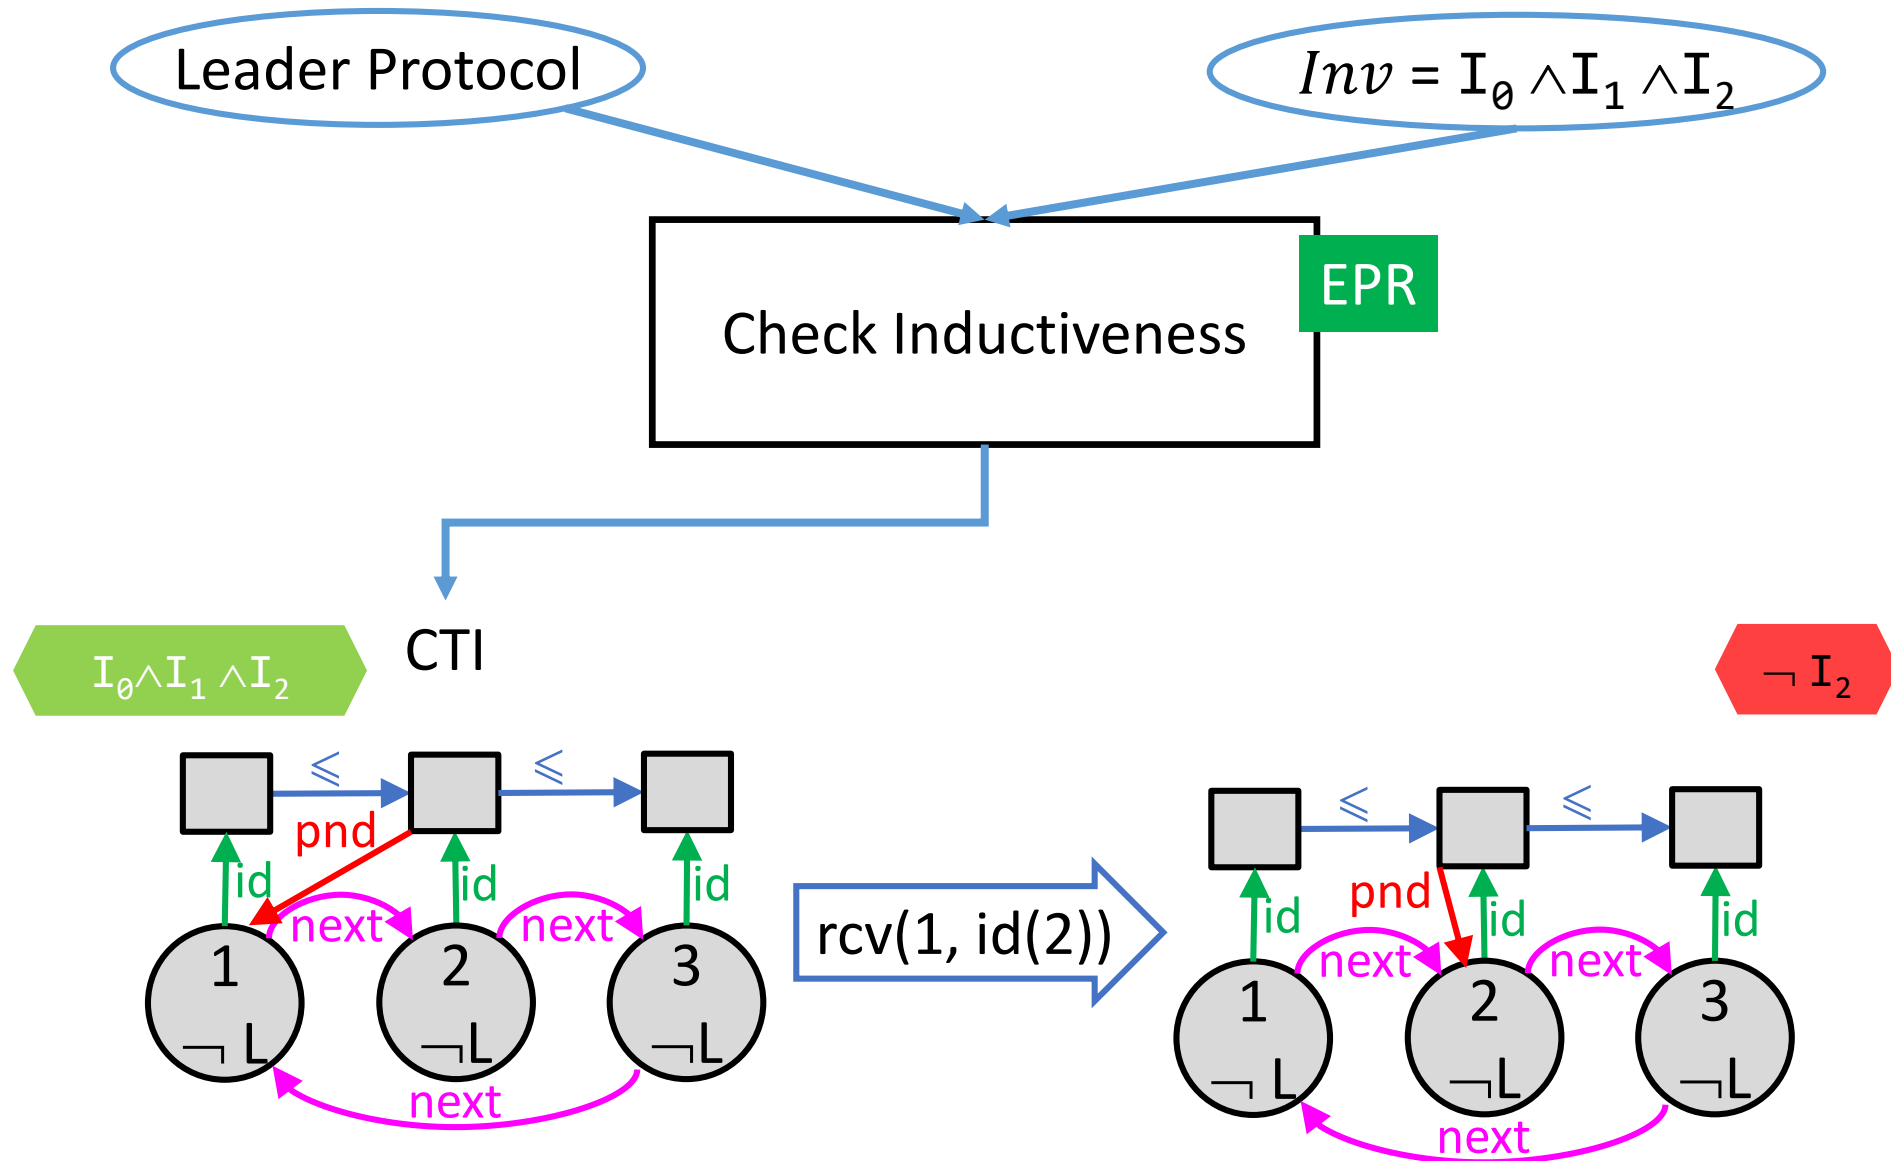 Leader Protocol
Inv = I₀ ∧I₁ ∧I₂
EPR
Check Inductiveness
CTI
I₀∧I₁ ∧I₂
¬ I₂
≤ ≤
pnd
id id id
next next
1 2 3
¬ L ¬L ¬L
next
rcv(1, id(2))
≤ ≤
pnd
id id id
next next
1 2 3
¬ L ¬L ¬L
next